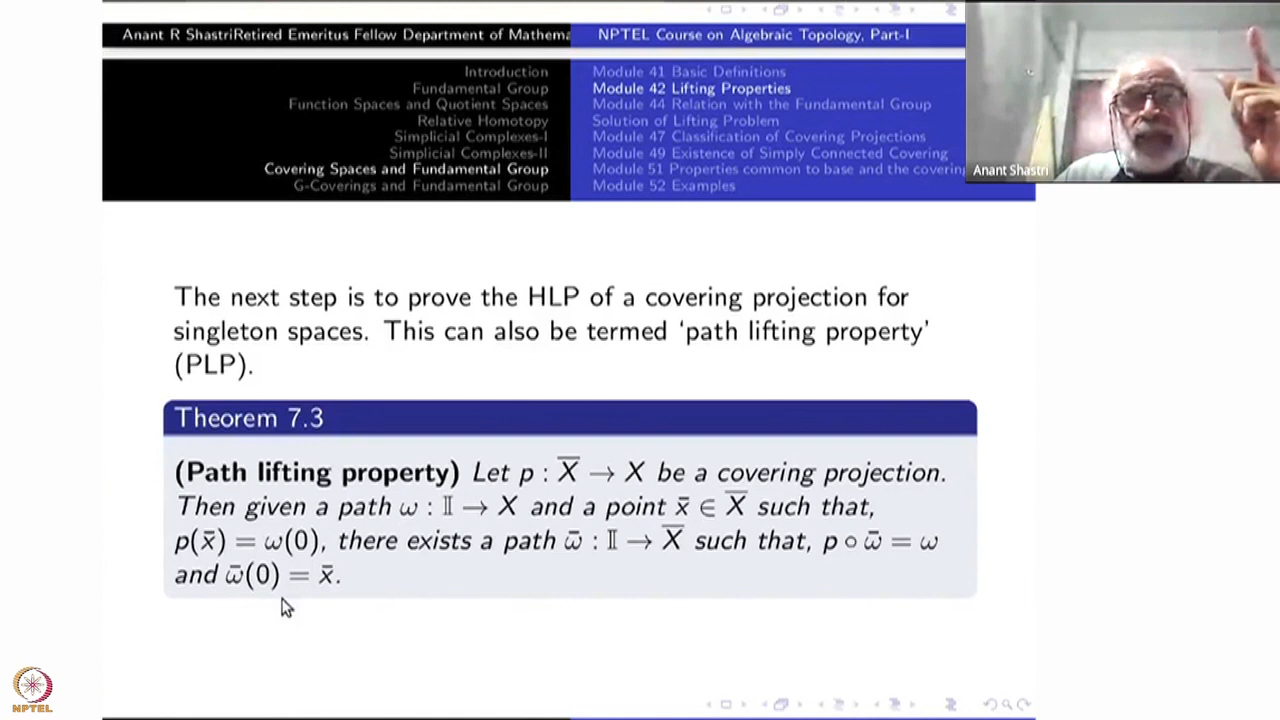 Anant R ShastriRetired Emeritus Fellow Department of Mathema
NPTEL Course on Algebraic Topology, Part-I
Introduction
Fundamental Group
Function Spaces and Quotient Spaces
Relative Homotopy
Simplicial Complexes-I
Simplicial Complexes-II
Covering Spaces and Fundamental Group
G-Coverings and Fundamental Group
Module 41 Basic Definitions
Module 42 Lifting Properties
Module 44 Relation with the Fundamental Group
Solution of Lifting Problem
Module 47 Classification of Covering Projections
Module 49 Existence of Simply Connected Covering
Module 51 Properties common to base and the covering
Module 52 Examples
Anant Shastri
The next step is to prove the HLP of a covering projection for
singleton spaces. This can also be termed ‘path lifting property’
(PLP).
Theorem 7.3
(Path lifting property) Let p : X̅ → X be a covering projection.
Then given a path ω : 𝕀 → X and a point x̄ ∈ X̅ such that,
p(x̄) = ω(0), there exists a path ω̄ : 𝕀 → X̅ such that, p ∘ ω̄ = ω
and ω̄(0) = x̄.
NPTEL